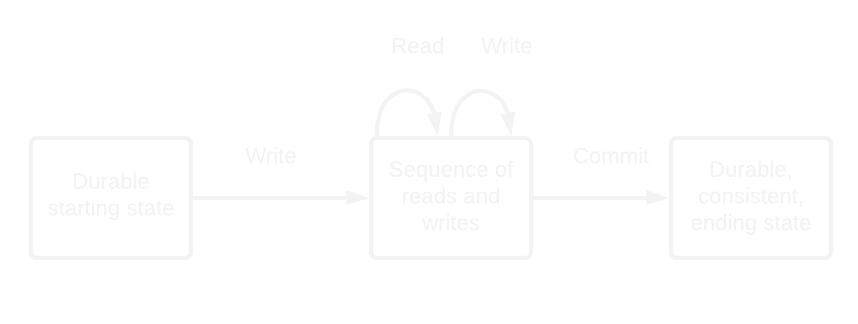 Read
Write
Write
Commit
Durable
starting state
Sequence of
reads and
writes
Durable,
consistent,
ending state